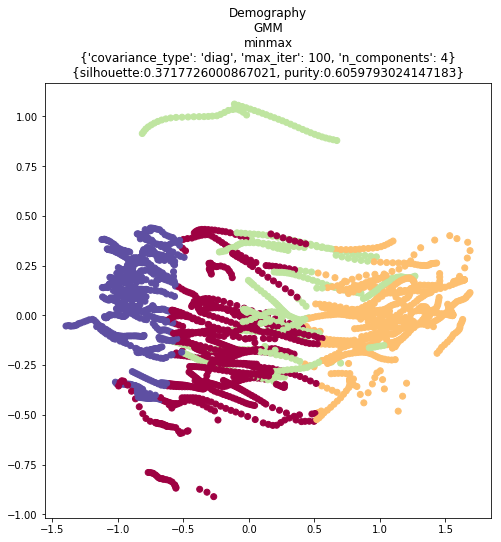 Demography
GMM
minmax
{'covariance_type': 'diag', 'max_iter': 100, 'n_components': 4}
{silhouette:0.3717726000867021, purity:0.6059793024147183}
1.00
0.75
0.50
0.25
0.00
−0.25
−0.50
−0.75
−1.00
−1.5 −1.0 −0.5 0.0 0.5 1.0 1.5